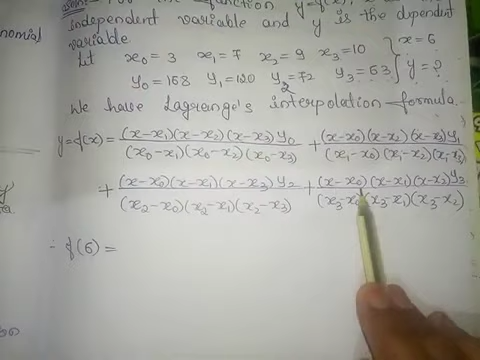 y=f(x),
nomial independent variable and y is the dependent
variable
Let x₀ = 3 x₁ = 7 x₂ = 9 x₃ = 10 } x = 6
y₀ = 168 y₁ = 120 y₂ = 72 y₃ = 63 } y = ?
We have Lagrange's interpolation formula.
y=f(x) = (x-x₁)(x-x₂)(x-x₃)y₀ / (x₀-x₁)(x₀-x₂)(x₀-x₃) + (x-x₀)(x-x₂)(x-x₃)y₁ / (x₁-x₀)(x₁-x₂)(x₁-x₃)
+ (x-x₀)(x-x₁)(x-x₃)y₂ / (x₂-x₀)(x₂-x₁)(x₂-x₃) + (x-x₀)(x-x₁)(x-x₂)y₃ / (x₃-x₀)(x₃-x₁)(x₃-x₂)
∴ f(6) =